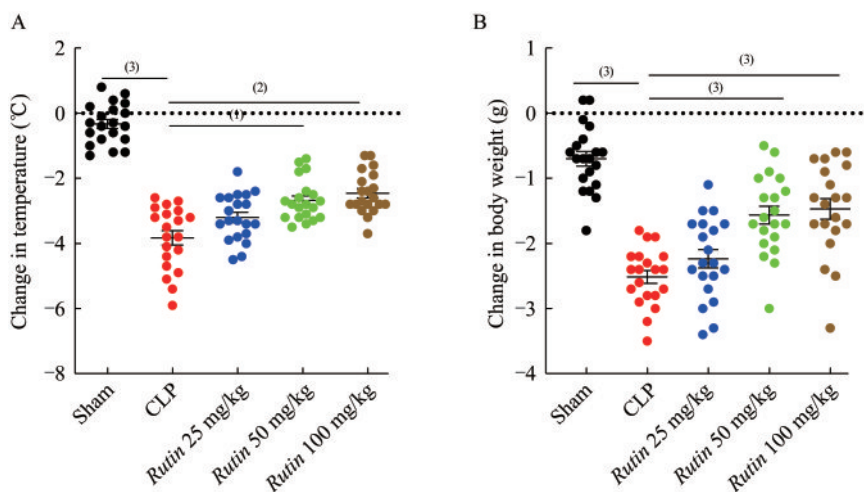 A
Change in temperature (℃)
2
0
−2
−4
−6
−8
(3)
(2)
(1)
Sham
CLP
Rutin 25 mg/kg
Rutin 50 mg/kg
Rutin 100 mg/kg
B
Change in body weight (g)
1
0
−1
−2
−3
−4
(3)
(3)
(3)
Sham
CLP
Rutin 25 mg/kg
Rutin 50 mg/kg
Rutin 100 mg/kg